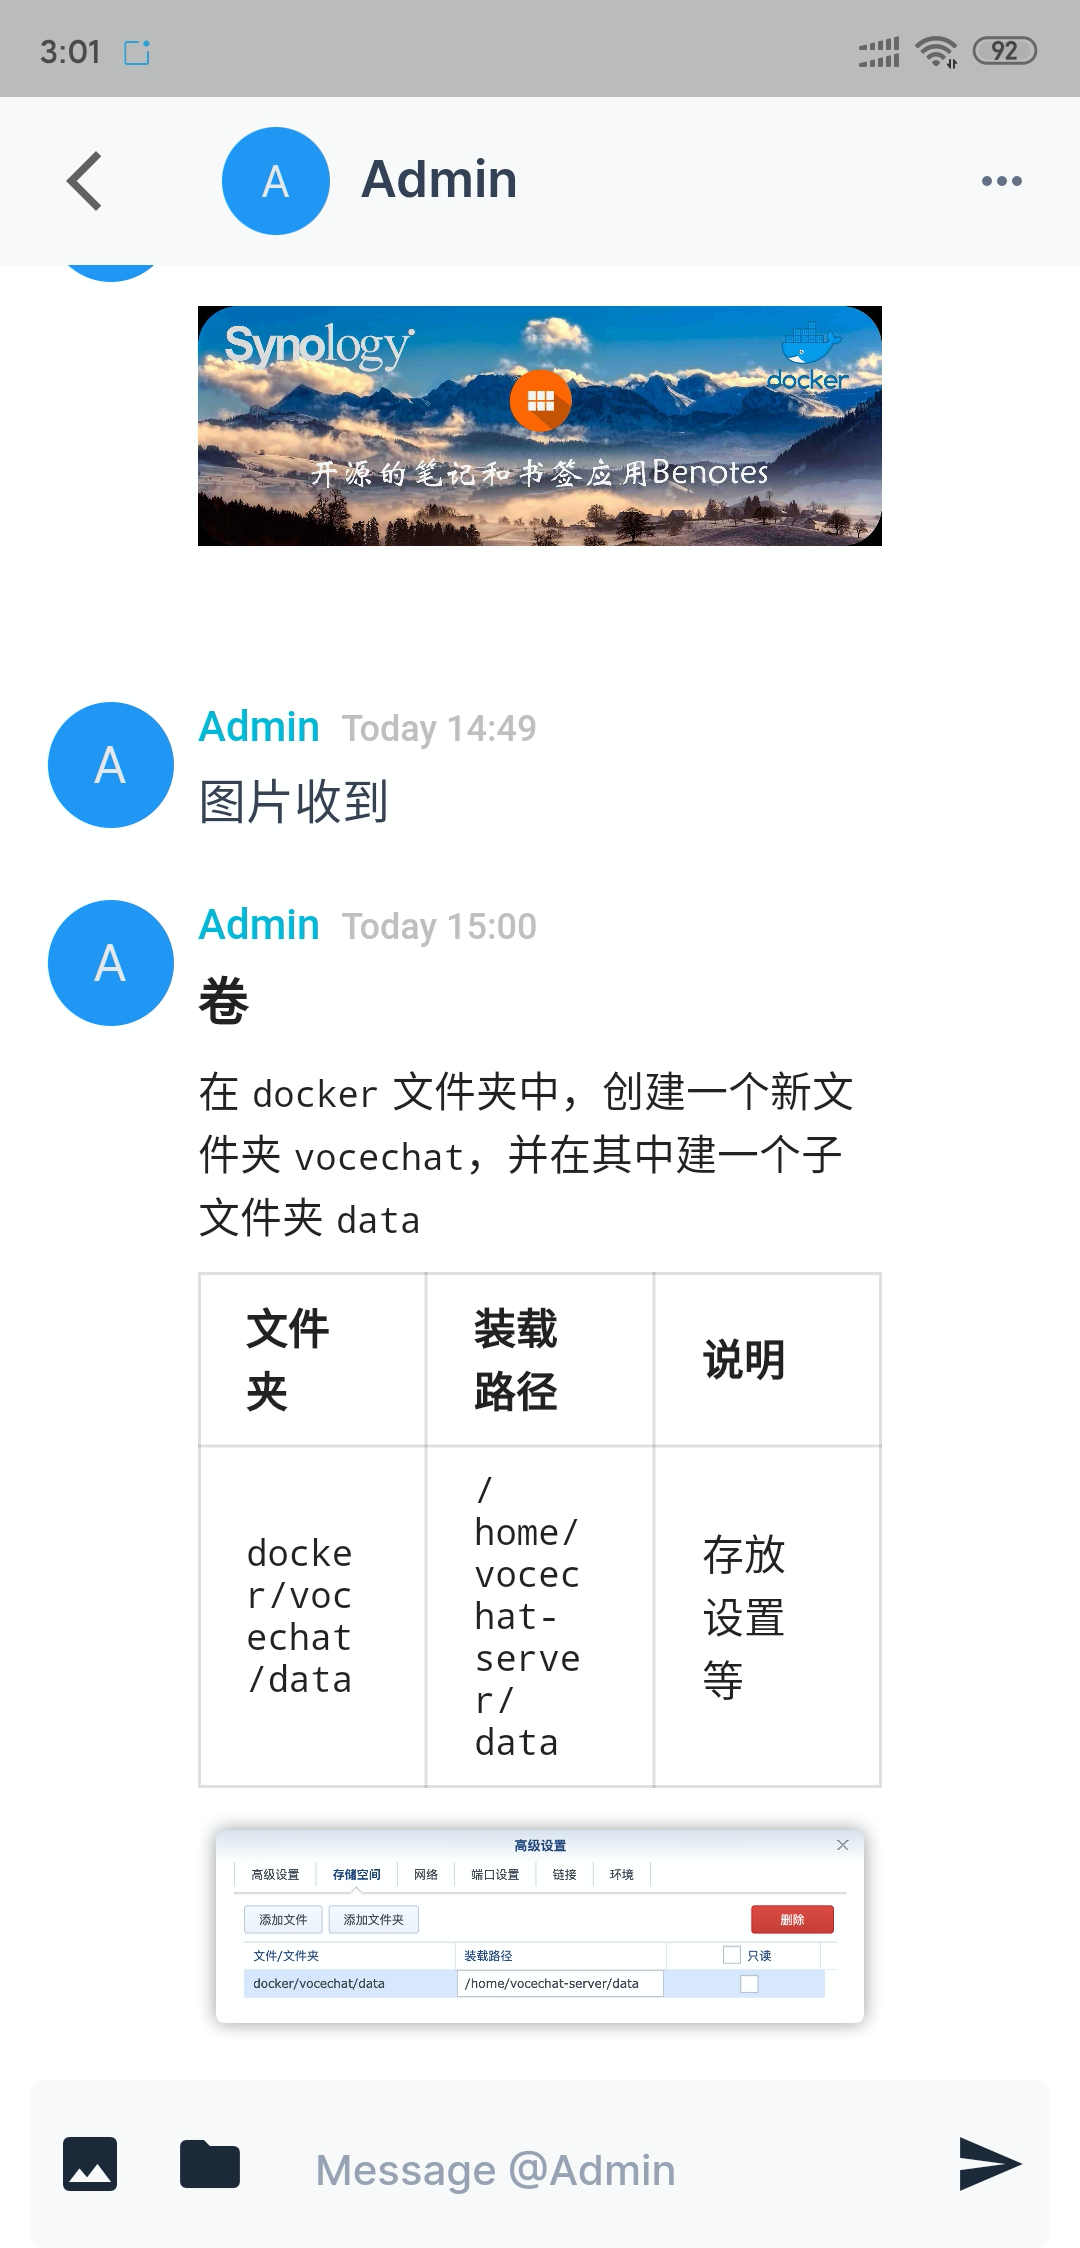 3:01
92
A
Admin
Synology
docker
开源的笔记和书签应用Benotes
A
Admin Today 14:49
图片收到
A
Admin Today 15:00
卷
在 docker 文件夹中，创建一个新文
件夹 vocechat，并在其中建一个子
文件夹 data
文件
夹
装载
路径
说明
docke
r/voc
echat
/data
/
home/
vocec
hat-
serve
r/
data
存放
设置
等
高级设置
高级设置 存储空间 网络 端口设置 链接 环境
添加文件 添加文件夹 删除
文件/文件夹 装载路径 只读
docker/vocechat/data /home/vocechat-server/data
Message @Admin